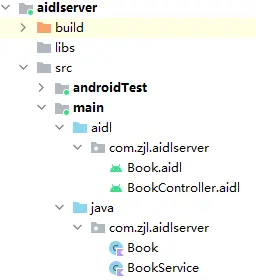 aidlserver
build
libs
src
androidTest
main
aidl
com.zjl.aidlserver
Book.aidl
BookController.aidl
java
com.zjl.aidlserver
Book
BookService